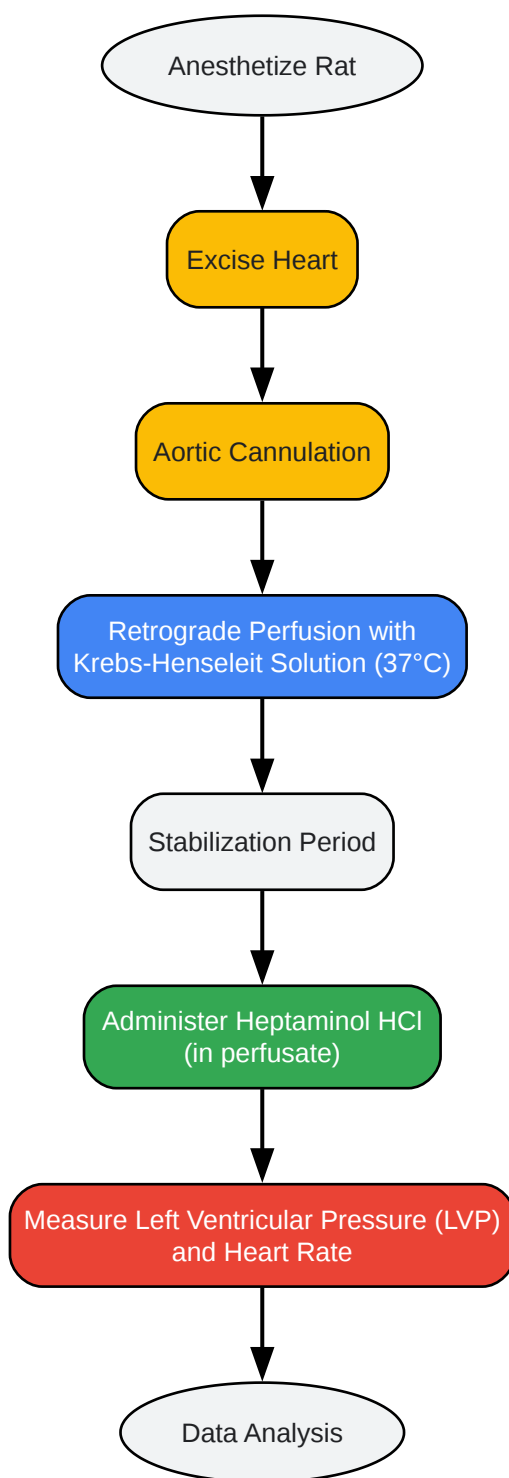 Anesthetize Rat
Excise Heart
Aortic Cannulation
Retrograde Perfusion with
Krebs-Henseleit Solution (37°C)
Stabilization Period
Administer Heptaminol HCl
(in perfusate)
Measure Left Ventricular Pressure (LVP)
and Heart Rate
Data Analysis